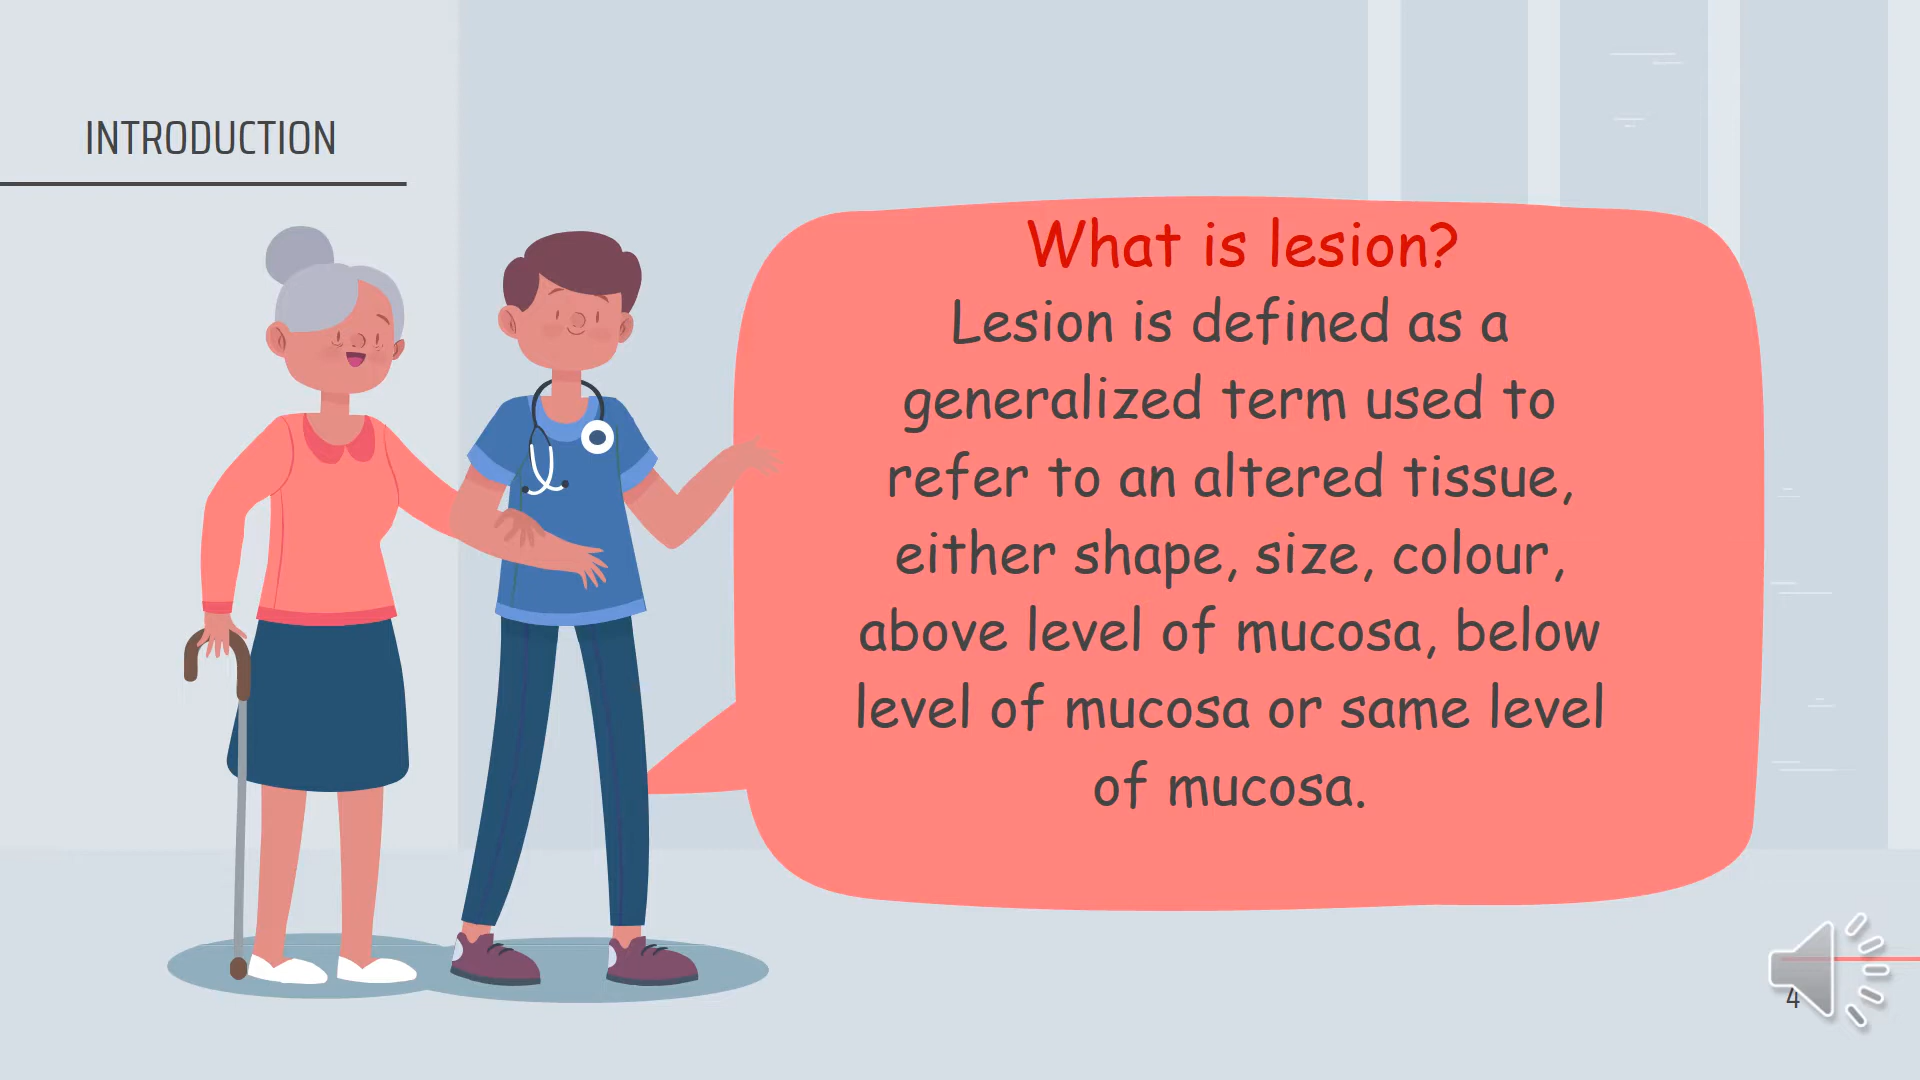 INTRODUCTION
What is lesion?
Lesion is defined as a
generalized term used to
refer to an altered tissue,
either shape, size, colour,
above level of mucosa, below
level of mucosa or same level
of mucosa.
4